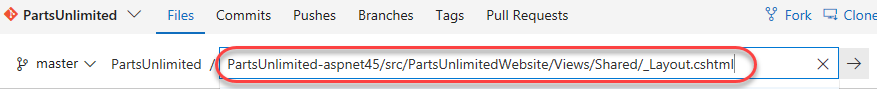 PartsUnlimited Files Commits Pushes Branches Tags Pull Requests Fork Clone
master PartsUnlimited / PartsUnlimited-aspnet45/src/PartsUnlimitedWebsite/Views/Shared/_Layout.cshtml